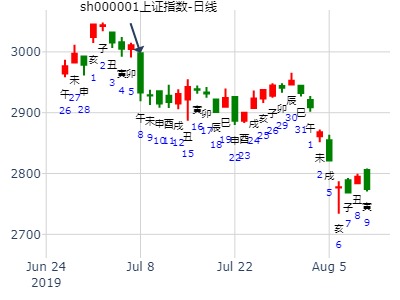 sh000001上证指数-日线
3000
2900
2800
2700
午 26
未 27
申 28
亥 1
子 2
丑 3
寅 4
卯 5
午 8
未 9
申 10
酉 11
戌 12
丑 15
寅 16
卯 17
辰 18
巳 19
午 22
酉 23
戌 24
亥 25
子 26
丑 29
辰 30
巳 31
午 1
未 2
戌 5
亥 6
子 7
丑 8
寅 9
Jun 24
Jul 8
Jul 22
Aug 5
2019